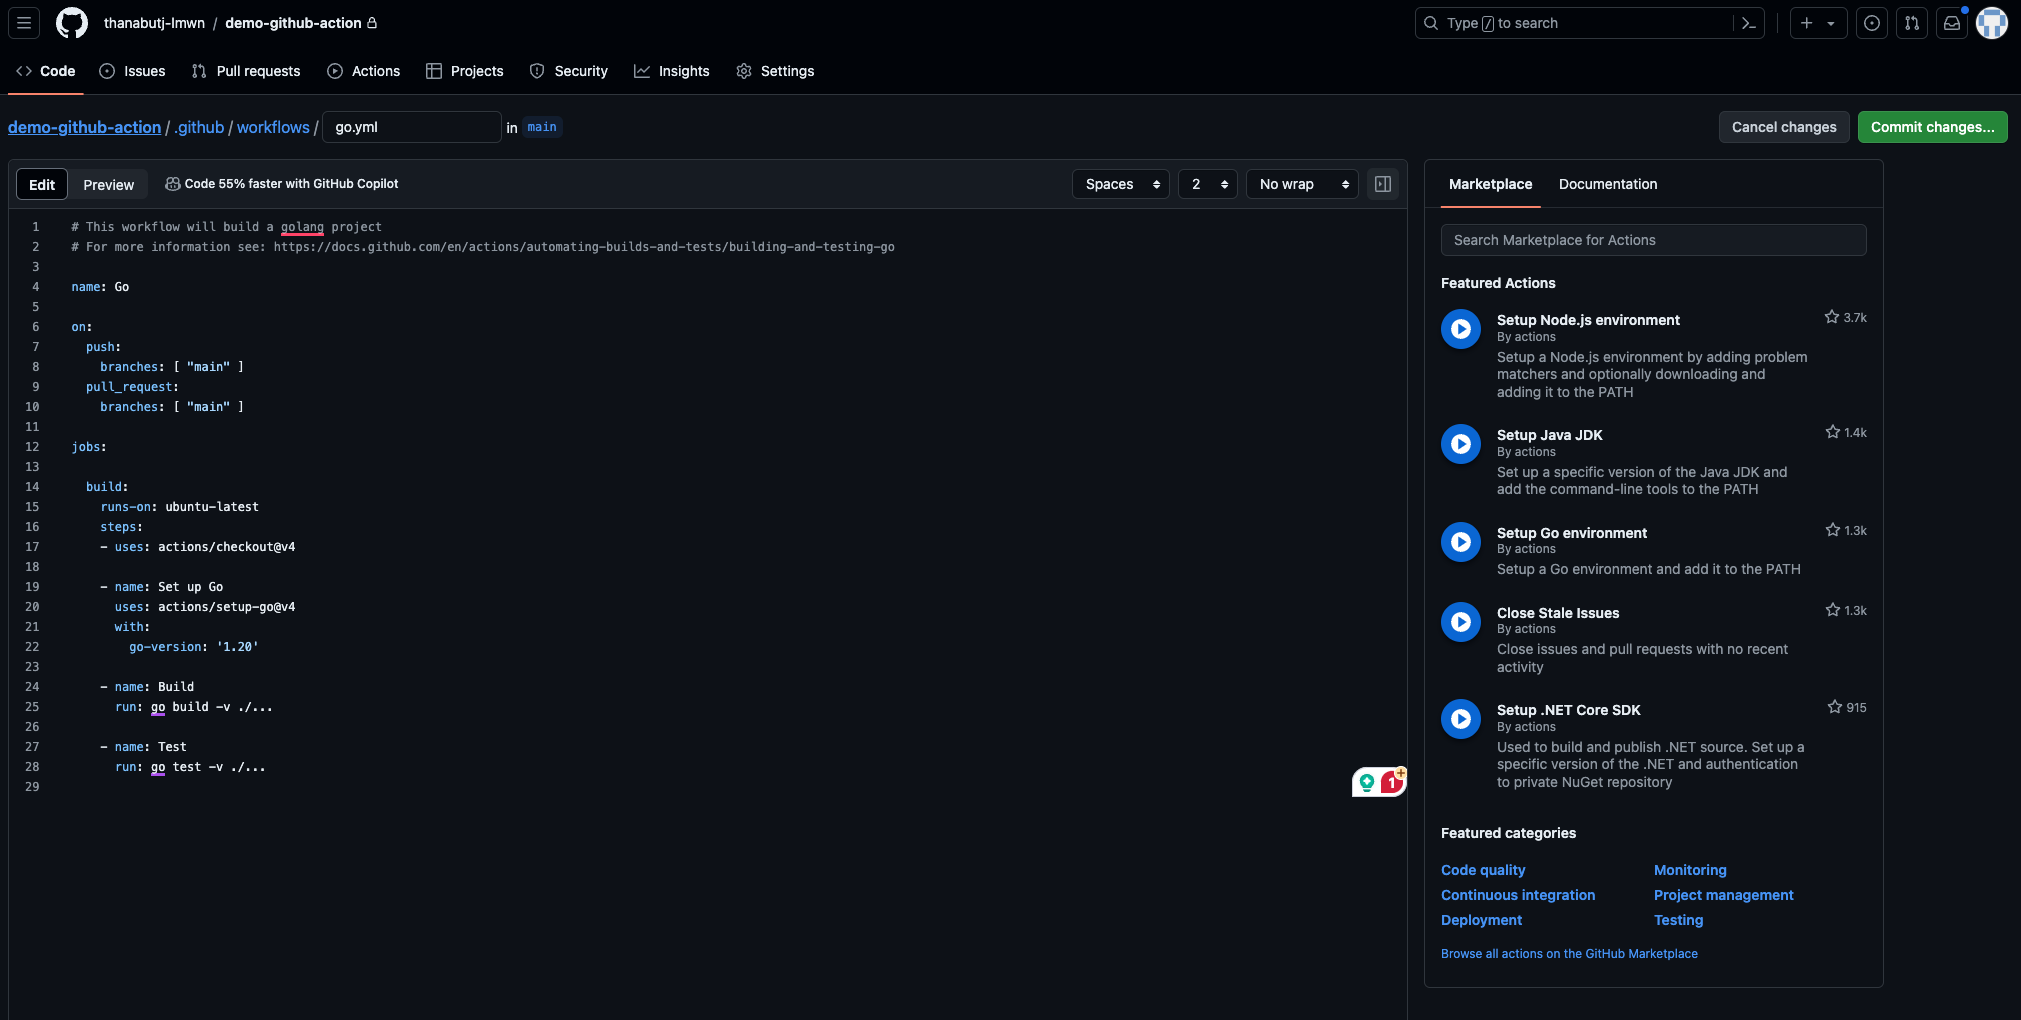 thanabutj-lmwn / demo-github-action
Type / to search
Code
Issues
Pull requests
Actions
Projects
Security
Insights
Settings
demo-github-action / .github / workflows / go.yml in main
Cancel changes
Commit changes...
Edit
Preview
Code 55% faster with GitHub Copilot
Spaces
2
No wrap
1 # This workflow will build a golang project
2 # For more information see: https://docs.github.com/en/actions/automating-builds-and-tests/building-and-testing-go
3
4 name: Go
5
6 on:
7   push:
8     branches: [ "main" ]
9   pull_request:
10     branches: [ "main" ]
11
12 jobs:
13
14   build:
15     runs-on: ubuntu-latest
16     steps:
17     - uses: actions/checkout@v4
18
19     - name: Set up Go
20       uses: actions/setup-go@v4
21       with:
22         go-version: '1.20'
23
24     - name: Build
25       run: go build -v ./...
26
27     - name: Test
28       run: go test -v ./...
29
1
Marketplace
Documentation
Search Marketplace for Actions
Featured Actions
Setup Node.js environment
3.7k
By actions
Setup a Node.js environment by adding problem
matchers and optionally downloading and
adding it to the PATH
Setup Java JDK
1.4k
By actions
Set up a specific version of the Java JDK and
add the command-line tools to the PATH
Setup Go environment
1.3k
By actions
Setup a Go environment and add it to the PATH
Close Stale Issues
1.3k
By actions
Close issues and pull requests with no recent
activity
Setup .NET Core SDK
915
By actions
Used to build and publish .NET source. Set up a
specific version of the .NET and authentication
to private NuGet repository
Featured categories
Code quality
Monitoring
Continuous integration
Project management
Deployment
Testing
Browse all actions on the GitHub Marketplace